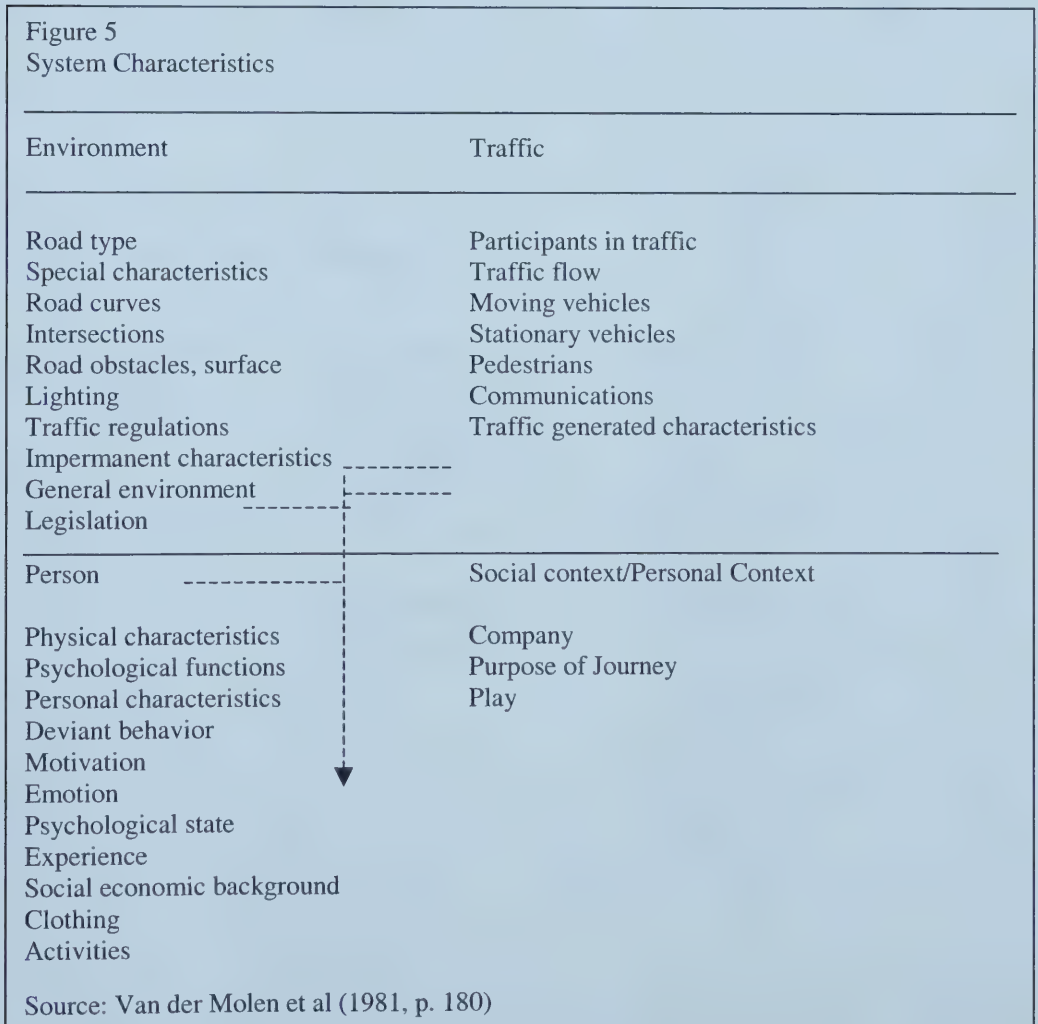 Figure 5
System Characteristics
Environment Traffic
Road type Participants in traffic
Special characteristics Traffic flow
Road curves Moving vehicles
Intersections Stationary vehicles
Road obstacles, surface Pedestrians
Lighting Communications
Traffic regulations Traffic generated characteristics
Impermanent characteristics
General environment
Legislation
Person Social context/Personal Context
Physical characteristics Company
Psychological functions Purpose of Journey
Personal characteristics Play
Deviant behavior
Motivation
Emotion
Psychological state
Experience
Social economic background
Clothing
Activities
Source: Van der Molen et al (1981, p. 180)